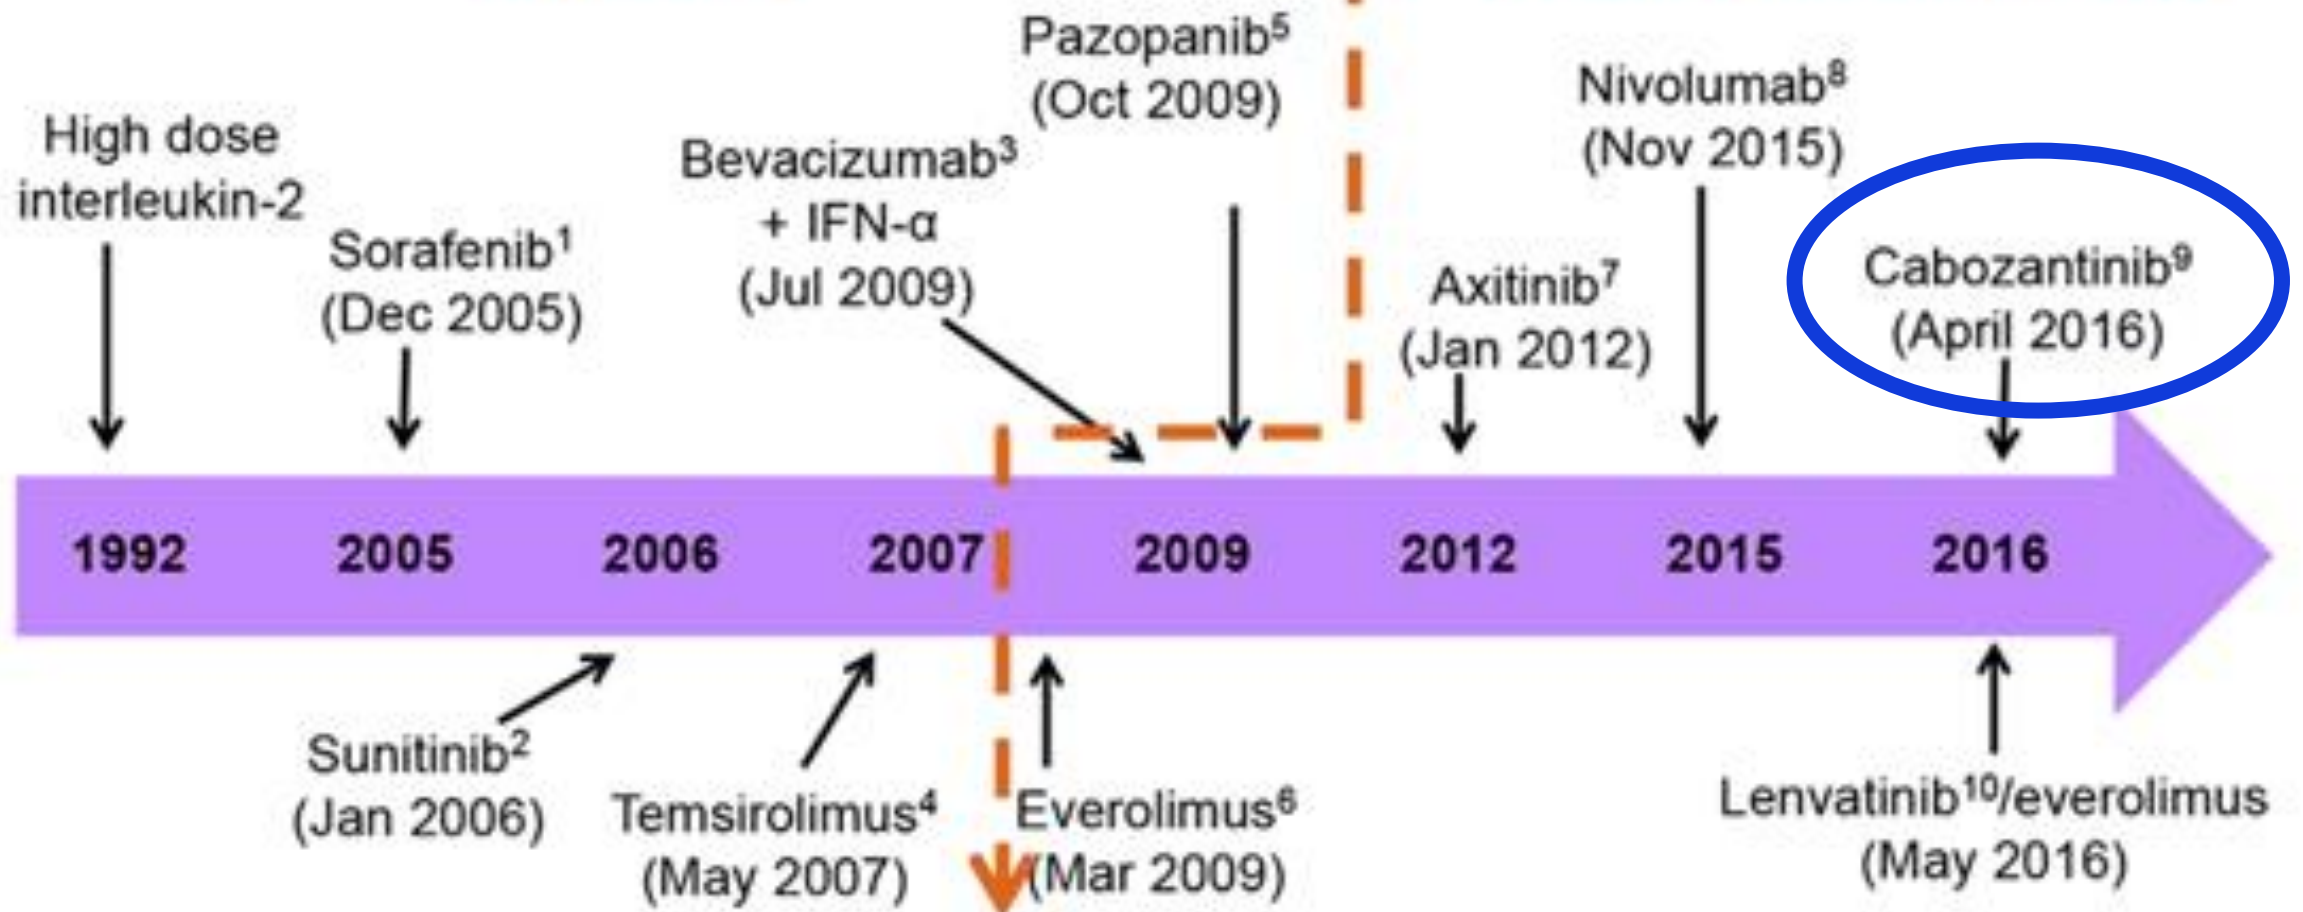 Pazopanib⁵
(Oct 2009)
Nivolumab⁸
(Nov 2015)
High dose
interleukin-2
Bevacizumab³
+ IFN-α
(Jul 2009)
Sorafenib¹
(Dec 2005)
Axitinib⁷
(Jan 2012)
Cabozantinib⁹
(April 2016)
1992 2005 2006 2007 2009 2012 2015 2016
Sunitinib²
(Jan 2006)
Temsirolimus⁴
(May 2007)
Everolimus⁶
(Mar 2009)
Lenvatinib¹⁰/everolimus
(May 2016)